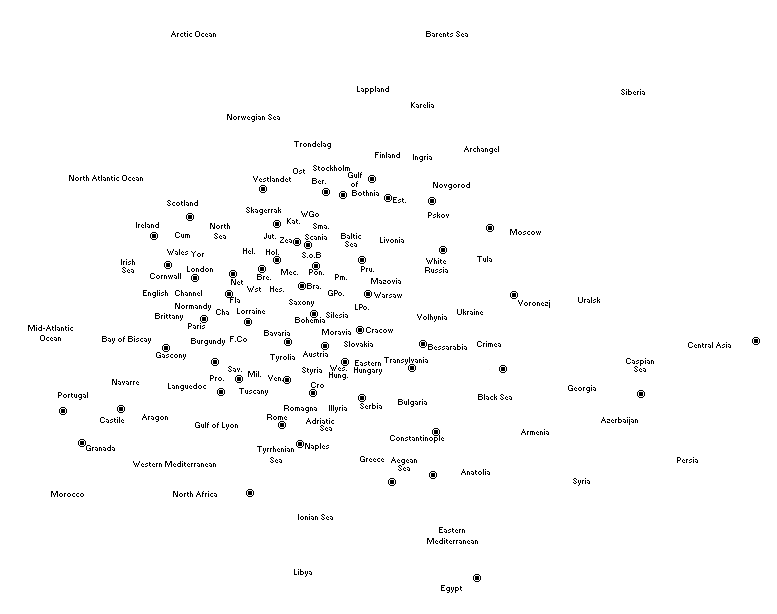 Arctic Ocean
Barents Sea
Lappland
Siberia
Karelia
Norwegian Sea
Trondelag
Archangel
Finland
Ingria
Ost
Stockholm
North Atlantic Ocean
Vestlandet
Ber.
Gulf
of
Bothnia
Novgorod
Est.
Scotland
Skagerrak
WGo
Pskov
Ireland
North
Sea
Kat.
Sma.
Moscow
Cum
Jut.
Zea
Scania
Baltic
Sea
Livonia
Wales
Yor
Hel.
Hol.
S.o.B
White
Russia
Tula
Irish
Sea
London
Cornwall
Bre.
Mec.
Pon.
Pm.
Pru.
Mazovia
Net
Wst
Hes.
Bra.
GPo.
Warsaw
English Channel
Fla
Saxony
Voronezj
Uralsk
Normandy
Cha
Lorraine
LPo.
Ukraine
Brittany
Paris
Bohemia
Silesia
Volhynia
Mid-Atlantic
Ocean
Bay of Biscay
Burgundy
F.Co
Bavaria
Moravia
Cracow
Slovakia
Bessarabia
Crimea
Central Asia
Gascony
Tyrolia
Austria
Eastern
Hungary
Transylvania
Caspian
Sea
Sav.
Mil.
Ven.
Styria
Wes.
Hung.
Navarre
Pro.
Languedoc
Tuscany
Cro
Georgia
Portugal
Black Sea
Bulgaria
Romagna
Illyria
Serbia
Castile
Aragon
Rome
Adriatic
Sea
Gulf of Lyon
Azerbaijan
Armenia
Constantinople
Granada
Tyrrhenian
Sea
Naples
Western Mediterranean
Greece
Aegean
Sea
Anatolia
Persia
Syria
Morocco
North Africa
Ionian Sea
Eastern
Mediterranean
Libya
Egypt